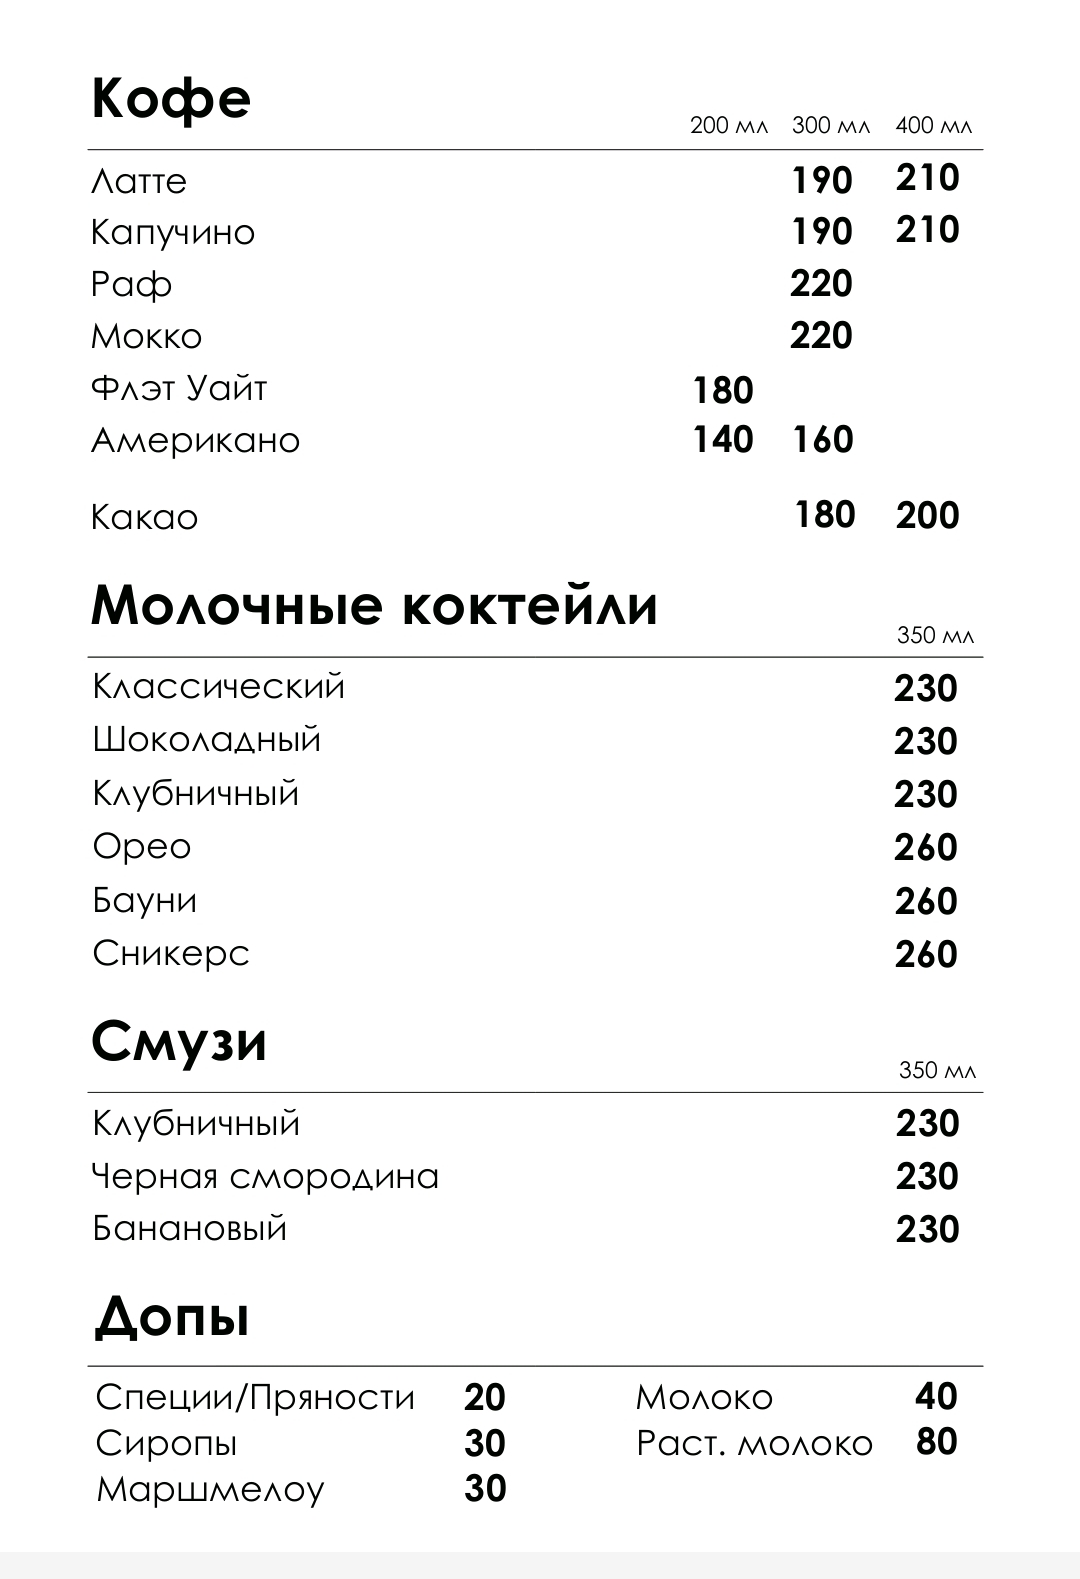 Кофе
200 мл 300 мл 400 мл
Латте 190 210
Капучино 190 210
Раф 220
Мокко 220
Флэт Уайт 180
Американо 140 160
Какао 180 200
Молочные коктейли
350 мл
Классический 230
Шоколадный 230
Клубничный 230
Орео 260
Бауни 260
Сникерс 260
Смузи
350 мл
Клубничный 230
Черная смородина 230
Банановый 230
Допы
Специи/Пряности 20 Молоко 40
Сиропы 30 Раст. молоко 80
Маршмелоу 30